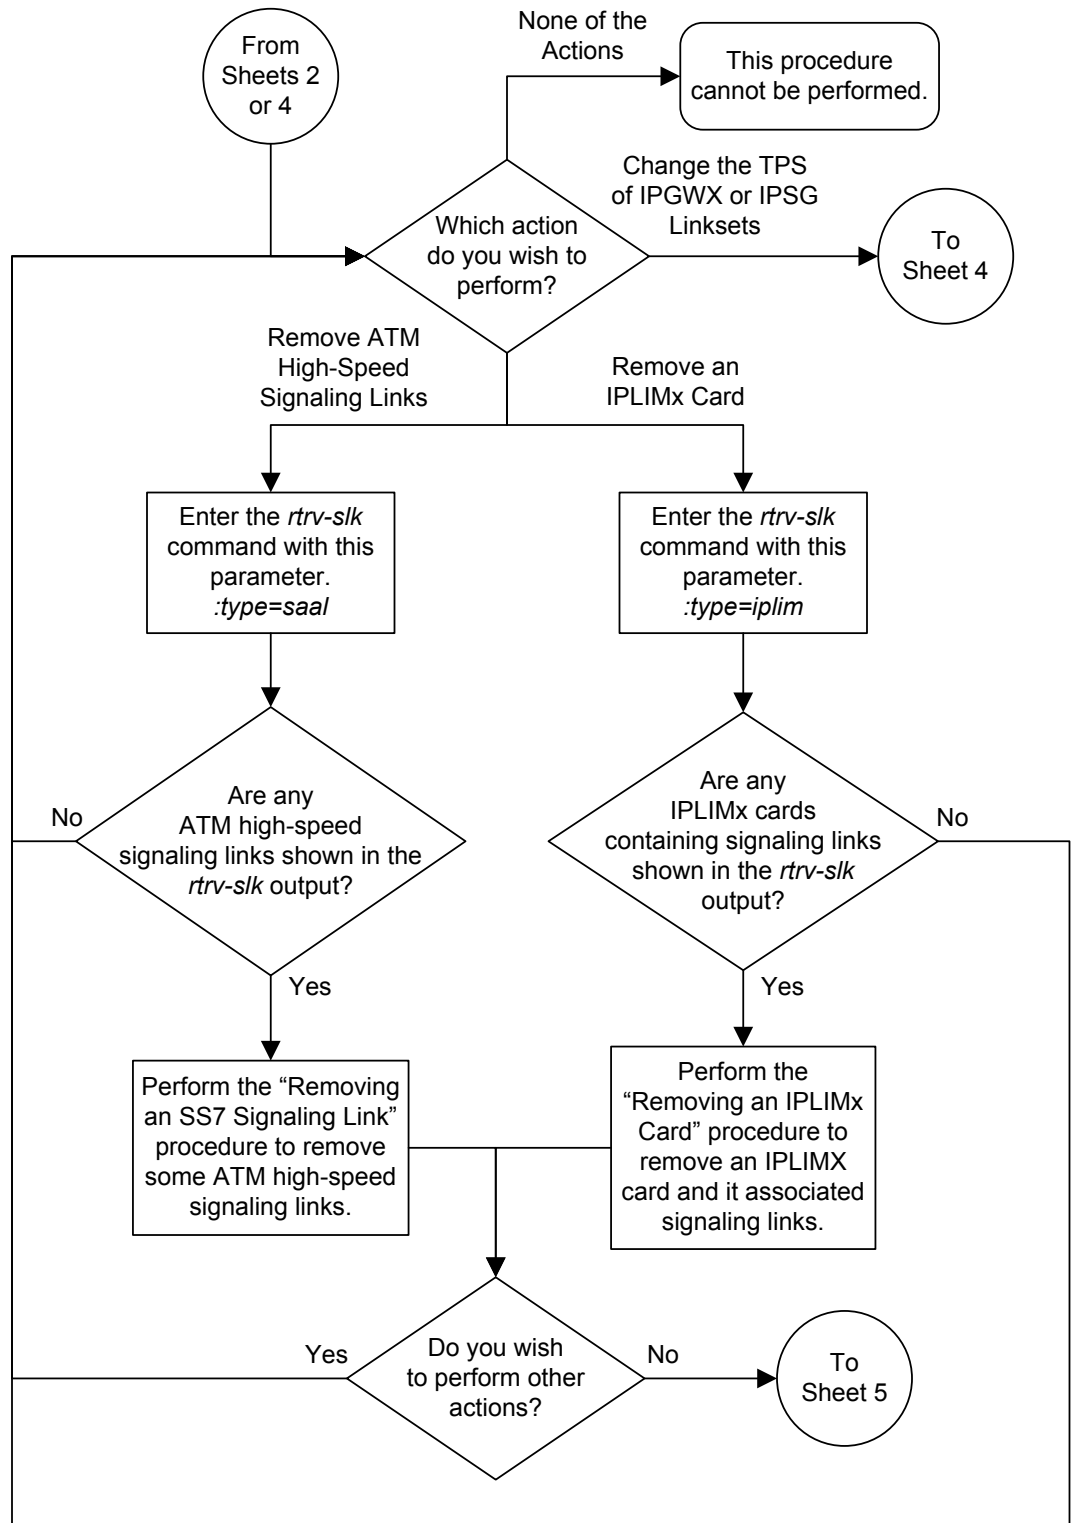 From
Sheets 2
or 4
None of the
Actions
This procedure
cannot be performed.
Change the TPS
of IPGWX or IPSG
Linksets
Which action
do you wish to
perform?
To
Sheet 4
Remove ATM
High-Speed
Signaling Links
Remove an
IPLIMx Card
Enter the rtrv-slk
command with this
parameter.
:type=saal
Enter the rtrv-slk
command with this
parameter.
:type=iplim
No
Are any
ATM high-speed
signaling links shown in the
rtrv-slk output?
Are any
IPLIMx cards
containing signaling links
shown in the rtrv-slk
output?
No
Yes
Yes
Perform the “Removing
an SS7 Signaling Link”
procedure to remove
some ATM high-speed
signaling links.
Perform the
“Removing an IPLIMx
Card” procedure to
remove an IPLIMX
card and it associated
signaling links.
Yes
Do you wish
to perform other
actions?
No
To
Sheet 5